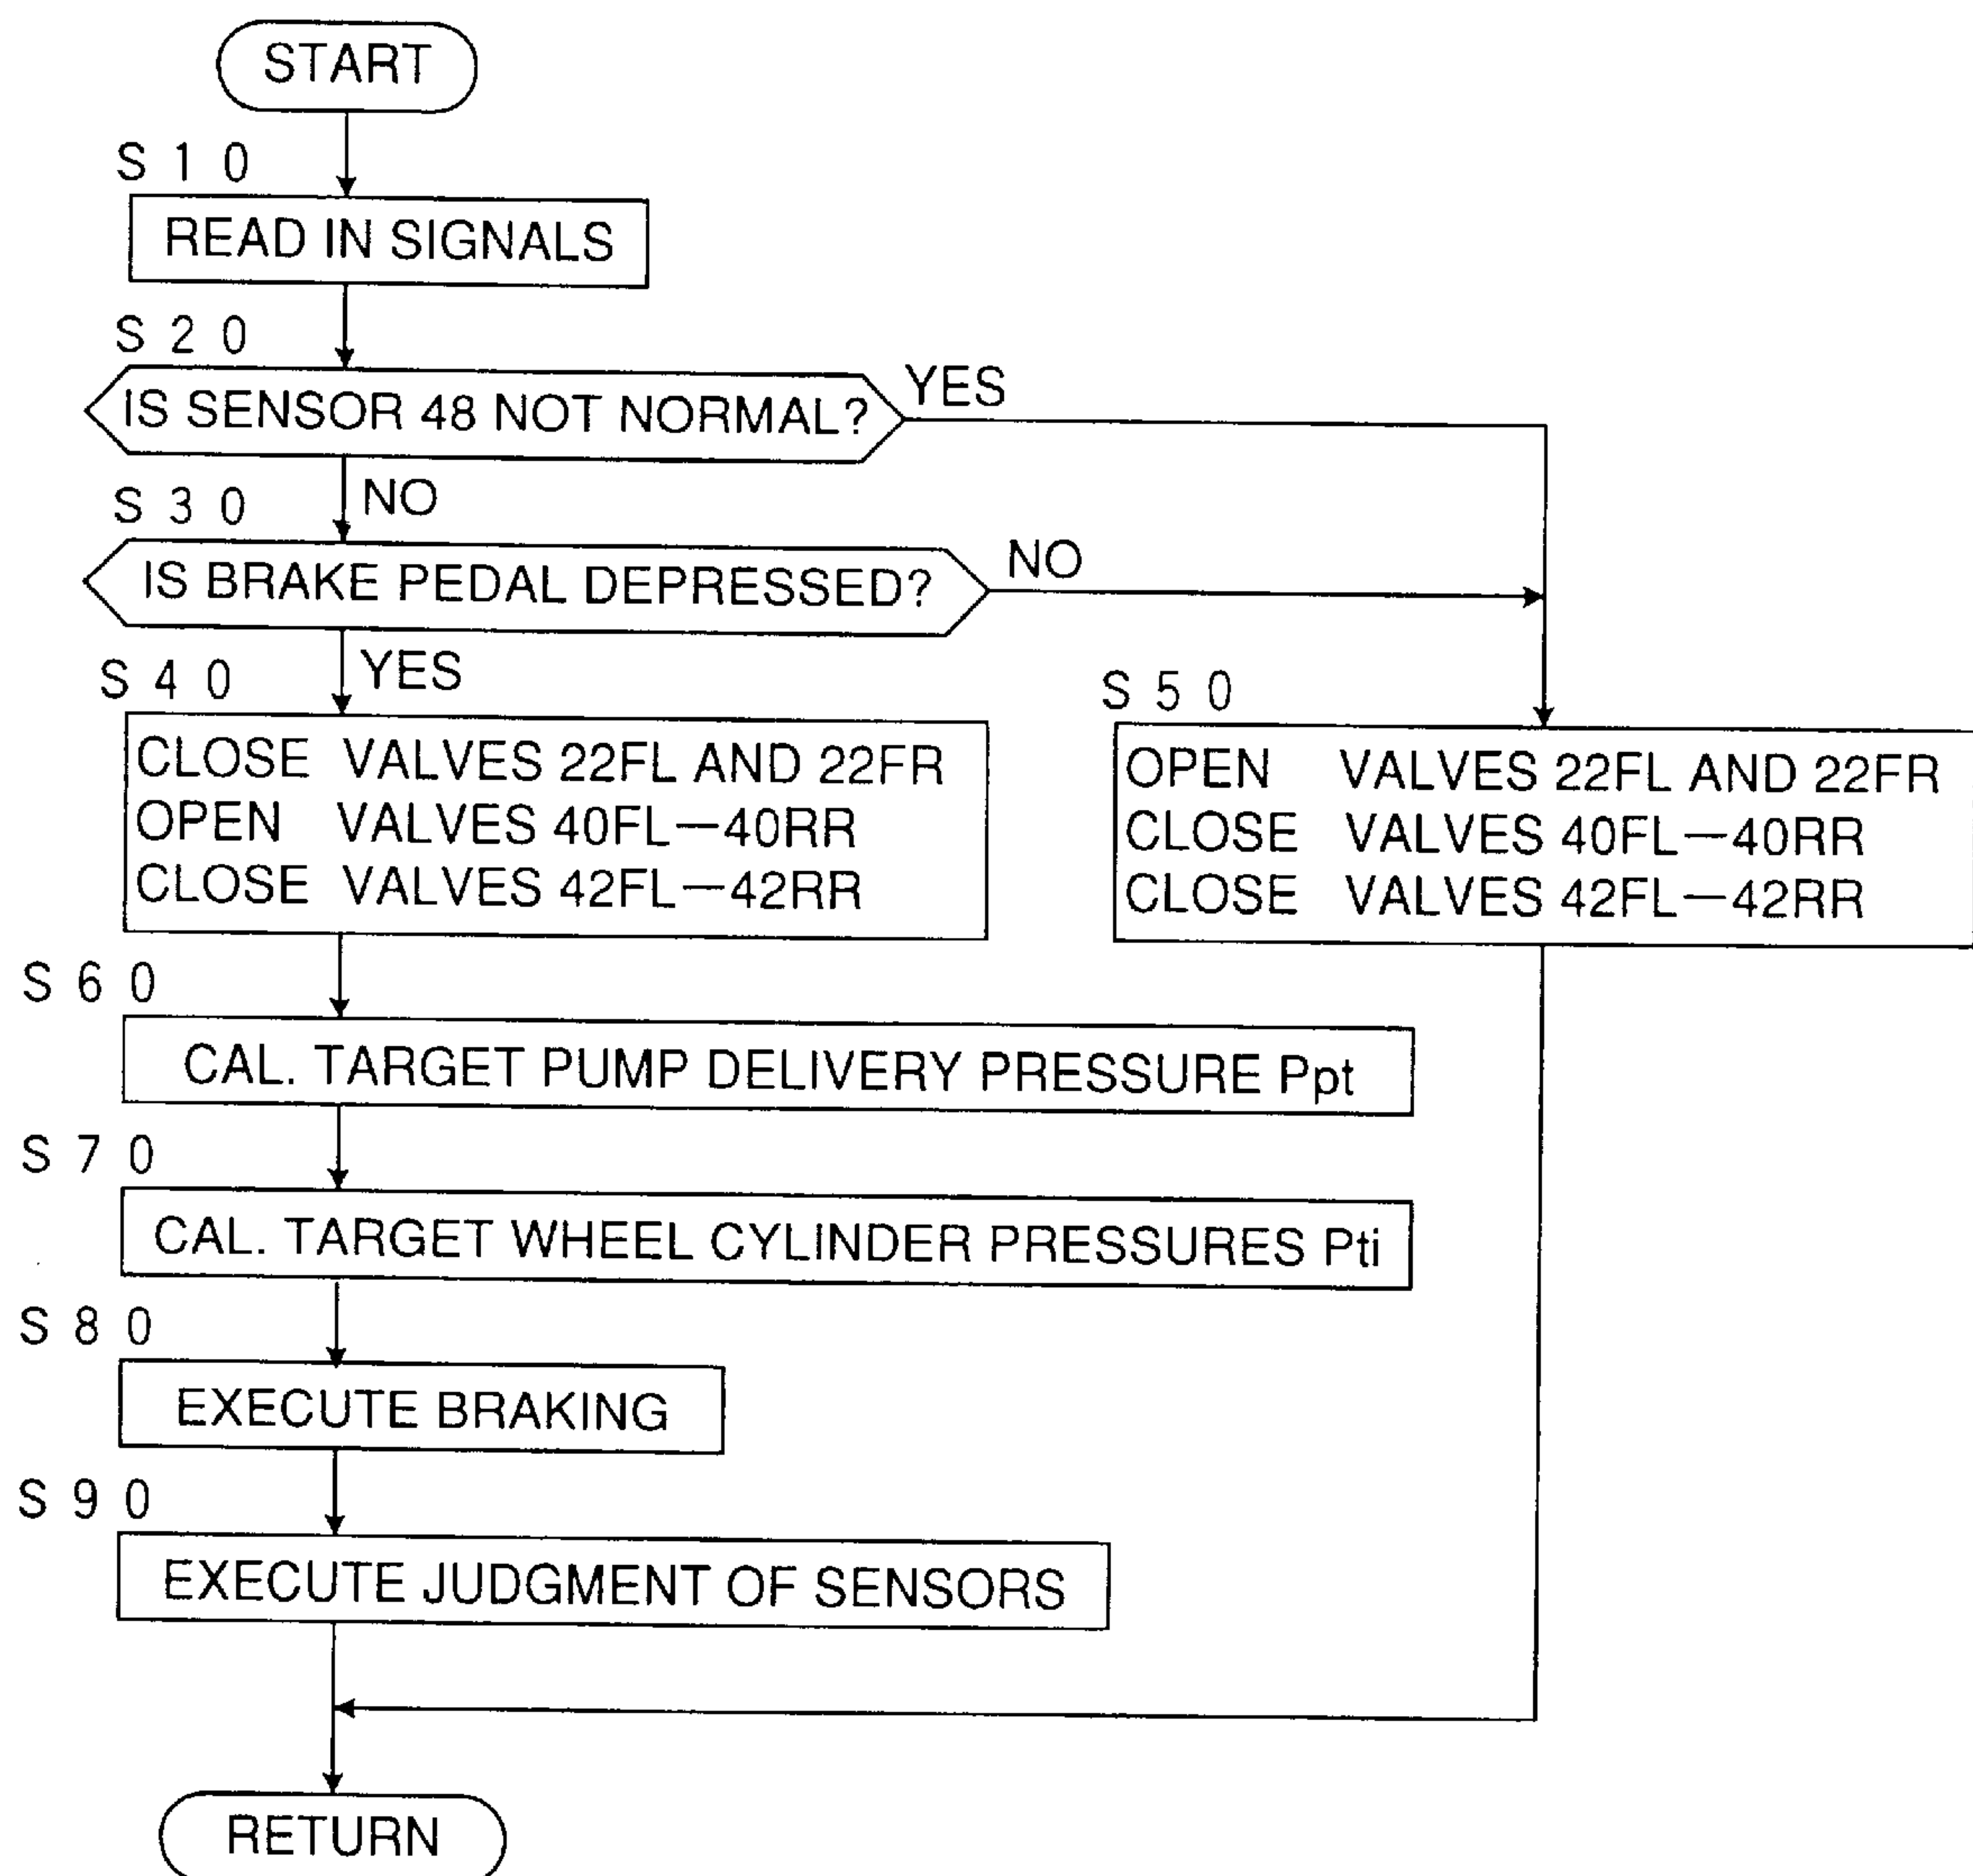 START
S10
READ IN SIGNALS
S20
IS SENSOR 48 NOT NORMAL?
YES
S30
NO
IS BRAKE PEDAL DEPRESSED?
NO
S40
YES
CLOSE VALVES 22FL AND 22FR
OPEN VALVES 40FL—40RR
CLOSE VALVES 42FL—42RR
S50
OPEN VALVES 22FL AND 22FR
CLOSE VALVES 40FL—40RR
CLOSE VALVES 42FL—42RR
S60
CAL. TARGET PUMP DELIVERY PRESSURE Ppt
S70
CAL. TARGET WHEEL CYLINDER PRESSURES Pti
S80
EXECUTE BRAKING
S90
EXECUTE JUDGMENT OF SENSORS
RETURN